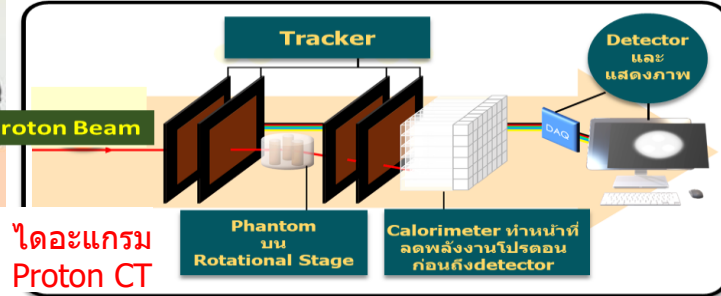 Tracker
Detector
และ
แสดงภาพ
roton Beam
DAQ
Phantom
บน
Rotational Stage
Calorimeter ทำหน้าที่
ลดพลังงานโปรตอน
ก่อนถึงdetector
ไดอะแกรม
Proton CT